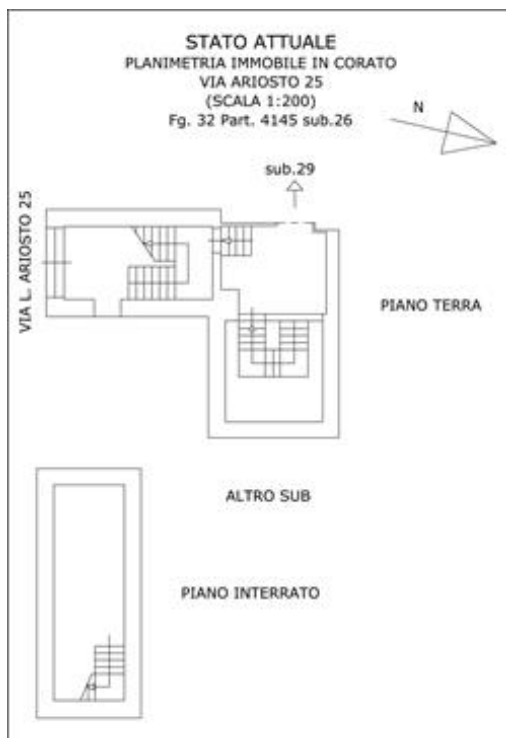 STATO ATTUALE
PLANIMETRIA IMMOBILE IN CORATO
VIA ARIOSTO 25
(SCALA 1:200)
Fg. 32 Part. 4145 sub.26
N
sub.29
VIA L. ARIOSTO 25
PIANO TERRA
ALTRO SUB
PIANO INTERRATO